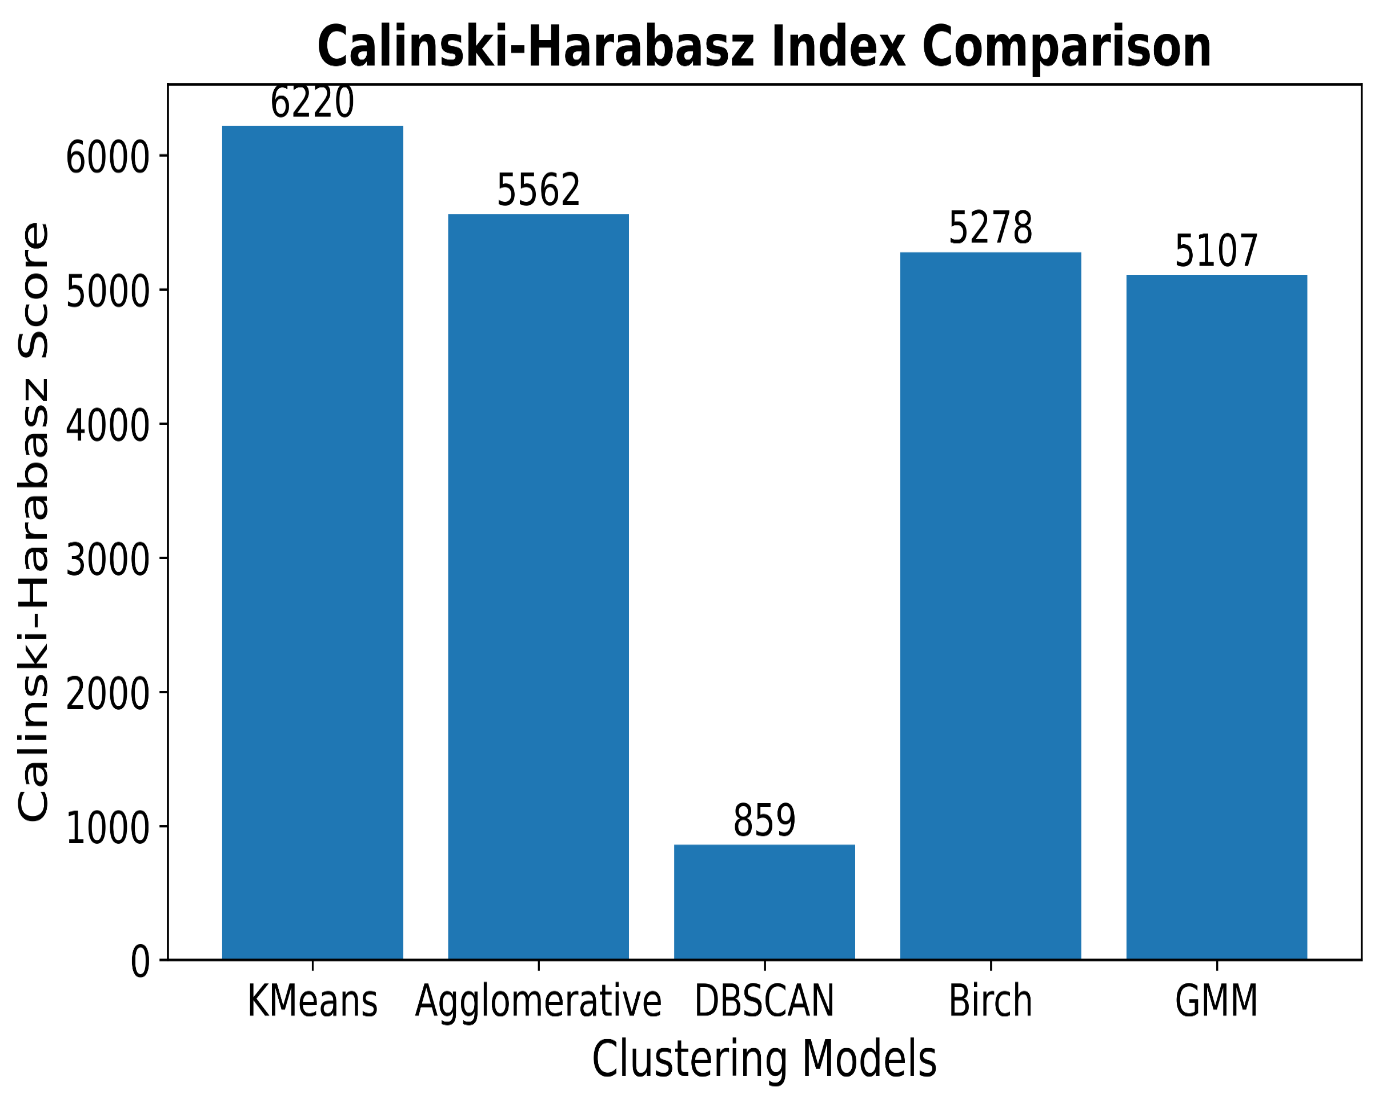 Calinski-Harabasz Index Comparison
Calinski-Harabasz Score
6000
5000
4000
3000
2000
1000
0
6220
5562
859
5278
5107
KMeans
Agglomerative
DBSCAN
Birch
GMM
Clustering Models